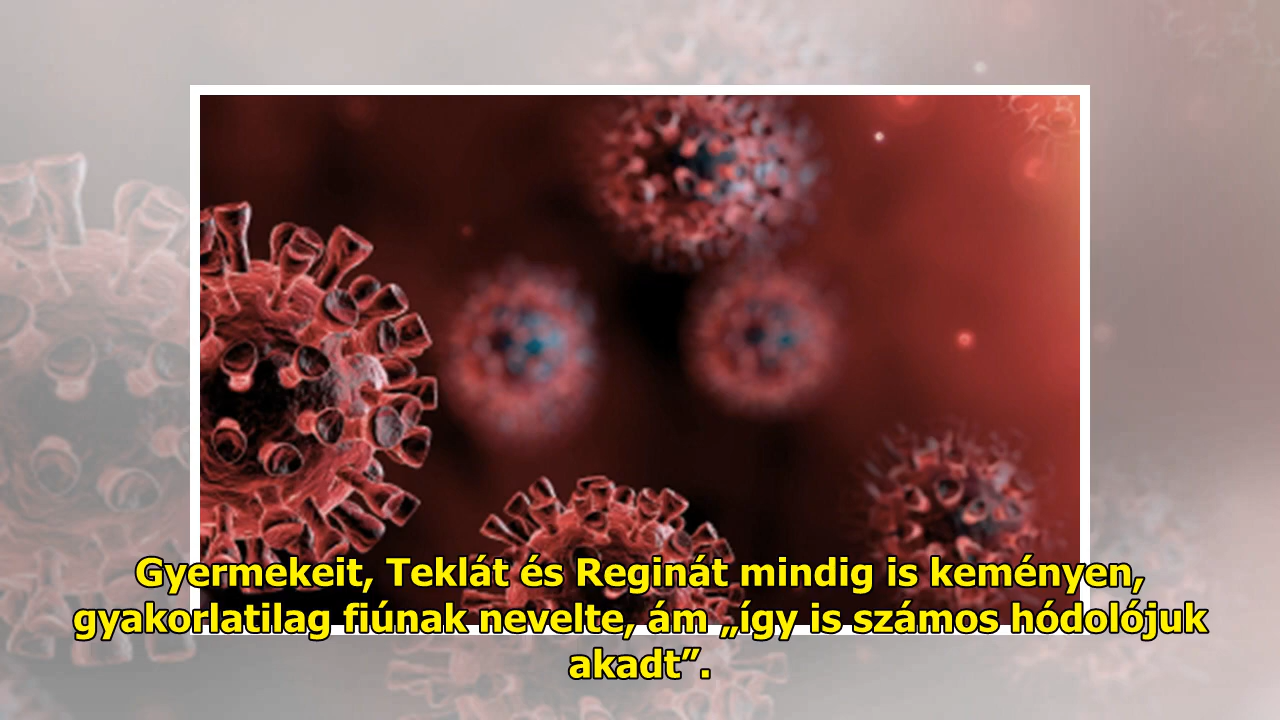 Gyermekeit, Teklát és Reginát mindig is keményen,
gyakorlatilag fiúnak nevelte, ám „így is számos hódolójuk
akadt”.